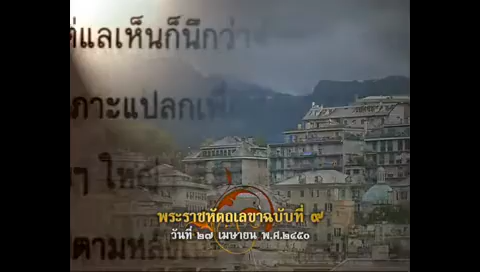 ต่แลเห็นก็นึกว่า
กาะแปลกเพื่
ๆ ใหญ่
พระราชหัตถเลขาฉบับที่ ๙
วันที่ ๒๗ เมษายน พ.ศ.๒๔๕๐
ตามหลัง